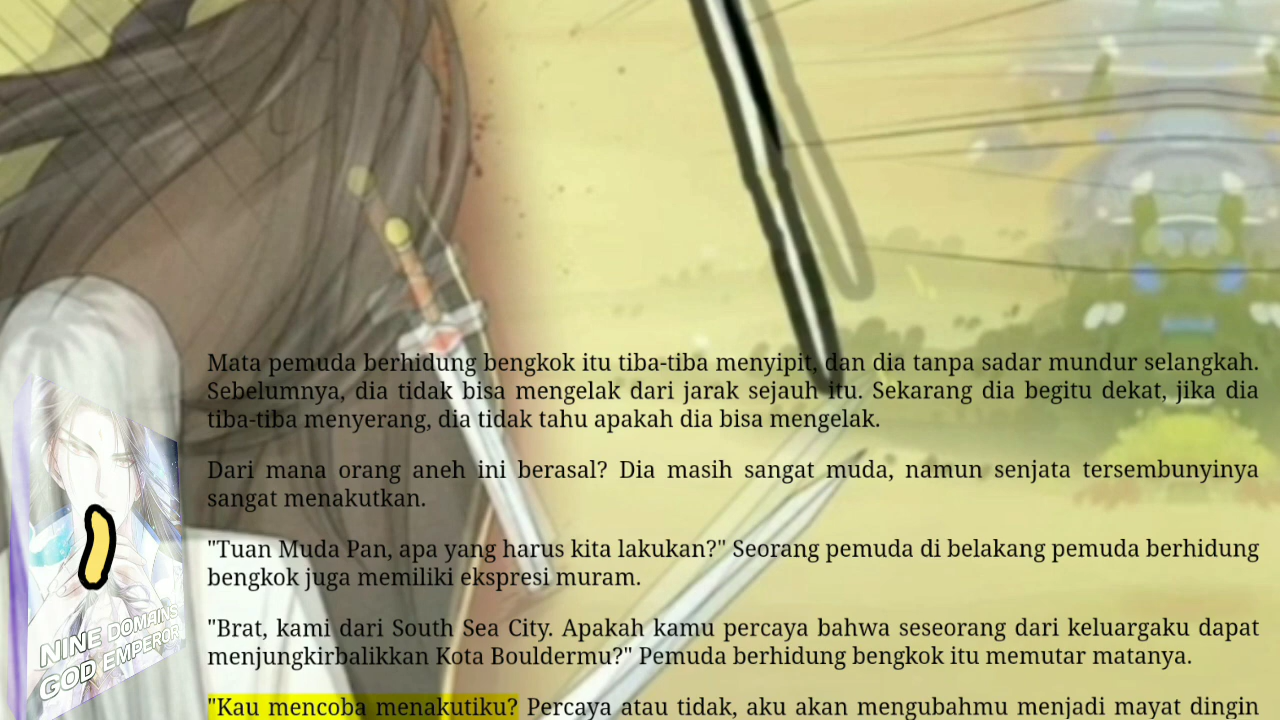 Mata pemuda berhidung bengkok itu tiba-tiba menyipit, dan dia tanpa sadar mundur selangkah.
Sebelumnya, dia tidak bisa mengelak dari jarak sejauh itu. Sekarang dia begitu dekat, jika dia
tiba-tiba menyerang, dia tidak tahu apakah dia bisa mengelak.
Dari mana orang aneh ini berasal? Dia masih sangat muda, namun senjata tersembunyinya
sangat menakutkan.
"Tuan Muda Pan, apa yang harus kita lakukan?" Seorang pemuda di belakang pemuda berhidung
bengkok juga memiliki ekspresi muram.
"Brat, kami dari South Sea City. Apakah kamu percaya bahwa seseorang dari keluargaku dapat
menjungkirbalikkan Kota Bouldermu?" Pemuda berhidung bengkok itu memutar matanya.
"Kau mencoba menakutiku? Percaya atau tidak, aku akan mengubahmu menjadi mayat dingin
NINE DOMAINS
GOD EMPEROR